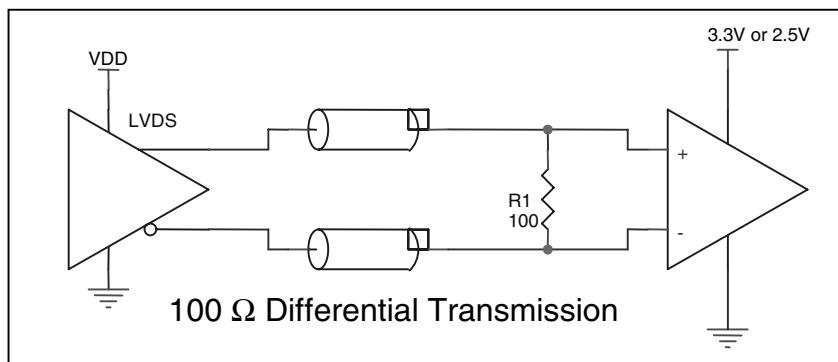 3.3V or 2.5V
VDD
LVDS
+
R1
100
-
100 Ω Differential Transmission